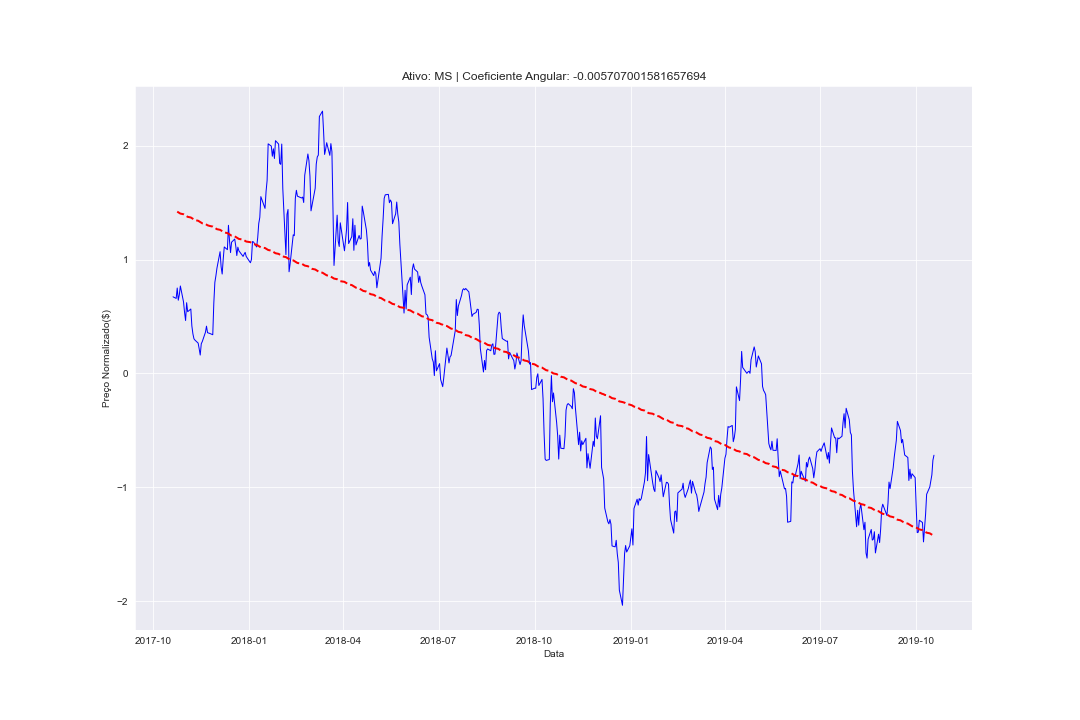 Ativo: MS | Coeficiente Angular: -0.005707001581657694
Preço Normalizado($)
2
1
0
−1
−2
2017-10 2018-01 2018-04 2018-07 2018-10 2019-01 2019-04 2019-07 2019-10
Data